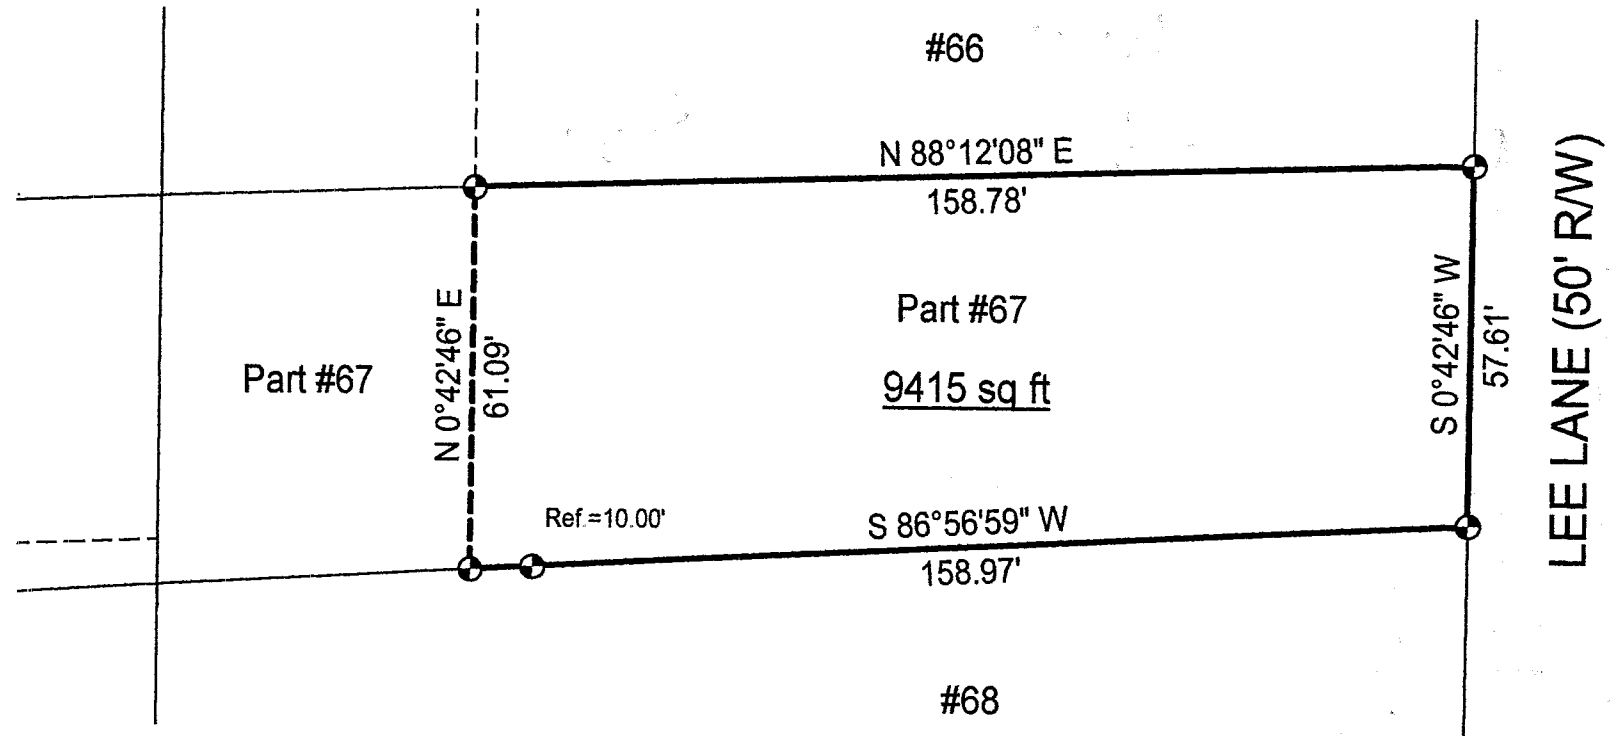 #66
N 88°12'08" E
158.78'
LEE LANE (50' R/W)
Part #67
9415 sq ft
S 0°42'46" W
57.61'
Part #67
N 0°42'46" E
61.09'
Ref.=10.00'
S 86°56'59" W
158.97'
#68